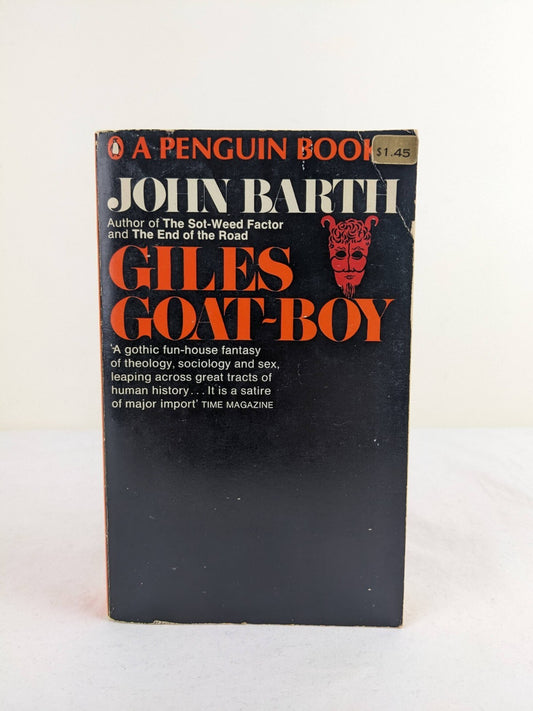 A PENGUIN BOOK
$1.45
JOHN BARTH
Author of The Sot-Weed Factor
and The End of the Road
GILES
GOAT-BOY
'A gothic fun-house fantasy
of theology, sociology and sex,
leaping across great tracts of
human history... It is a satire
of major import' TIME MAGAZINE